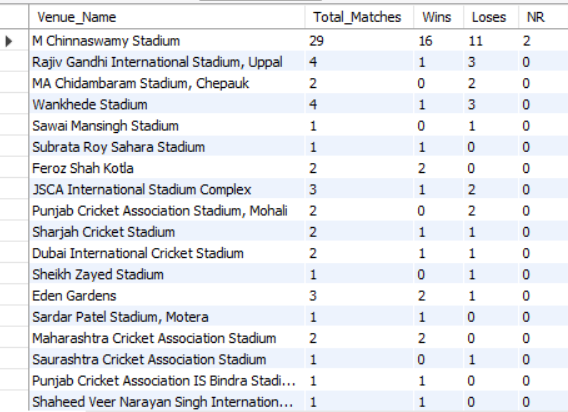 Venue_Name Total_Matches Wins Loses NR
M Chinnaswamy Stadium 29 16 11 2
Rajiv Gandhi International Stadium, Uppal 4 1 3 0
MA Chidambaram Stadium, Chepauk 2 0 2 0
Wankhede Stadium 4 1 3 0
Sawai Mansingh Stadium 1 0 1 0
Subrata Roy Sahara Stadium 1 1 0 0
Feroz Shah Kotla 2 2 0 0
JSCA International Stadium Complex 3 1 2 0
Punjab Cricket Association Stadium, Mohali 2 0 2 0
Sharjah Cricket Stadium 2 1 1 0
Dubai International Cricket Stadium 2 1 1 0
Sheikh Zayed Stadium 1 0 1 0
Eden Gardens 3 2 1 0
Sardar Patel Stadium, Motera 1 1 0 0
Maharashtra Cricket Association Stadium 2 2 0 0
Saurashtra Cricket Association Stadium 1 0 1 0
Punjab Cricket Association IS Bindra Stadi... 1 1 0 0
Shaheed Veer Narayan Singh Internation... 1 1 0 0